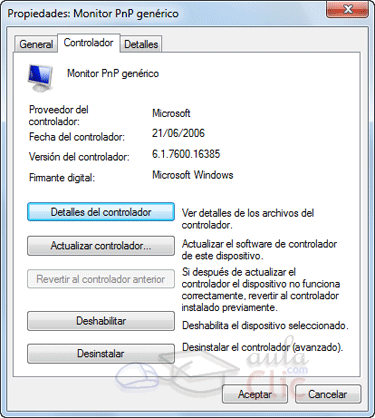 Propiedades: Monitor PnP genérico
General
Controlador
Detalles
Monitor PnP genérico
Proveedor del controlador:
Microsoft
Fecha del controlador:
21/06/2006
Versión del controlador:
6.1.7600.16385
Firmante digital:
Microsoft Windows
Detalles del controlador
Ver detalles de los archivos del
controlador.
Actualizar controlador...
Actualizar el software de controlador
de este dispositivo.
Revertir al controlador anterior
Si después de actualizar el
controlador el dispositivo no funciona
correctamente, revertir al controlador
instalado previamente.
Deshabilitar
Deshabilita el dispositivo seleccionado.
Desinstalar
Desinstalar el controlador (avanzado).
aula
Clic
.com
Aceptar
Cancelar